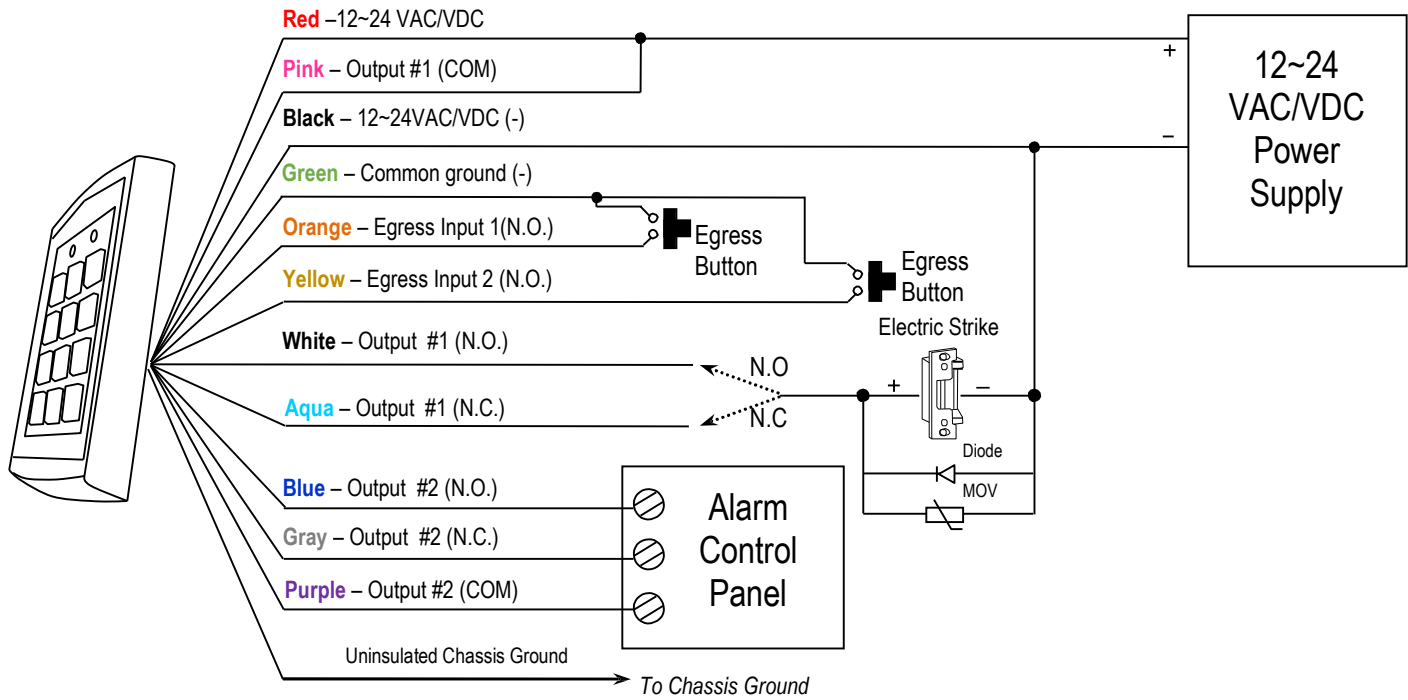 Red –12~24 VAC/VDC
Pink – Output #1 (COM)
Black – 12~24VAC/VDC (-)
Green – Common ground (-)
Orange – Egress Input 1(N.O.)
Yellow – Egress Input 2 (N.O.)
White – Output #1 (N.O.)
Aqua – Output #1 (N.C.)
Blue – Output #2 (N.O.)
Gray – Output #2 (N.C.)
Purple – Output #2 (COM)
Uninsulated Chassis Ground
To Chassis Ground
Egress
Button
Egress
Button
Electric Strike
N.O
N.C
+
–
Diode
MOV
Alarm
Control
Panel
+
–
12~24
VAC/VDC
Power
Supply